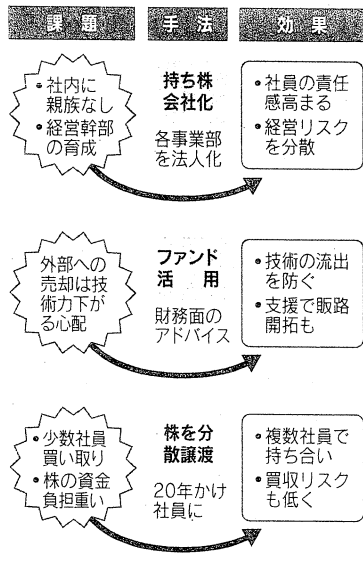 課題
手法
効果
・社内に
親族なし
・経営幹部
の育成
持ち株
会社化
各事業部
を法人化
・社員の責任
感高まる
・経営リスク
を分散
外部への
売却は技
術力下が
る心配
ファンド
活用
財務面の
アドバイス
・技術の流出
を防ぐ
・支援で販路
開拓も
・少数社員
買い取り
・株の資金
負担重い
株を分
散譲渡
20年かけ
社員に
・複数社員で
持ち合い
・買収リスク
も低く